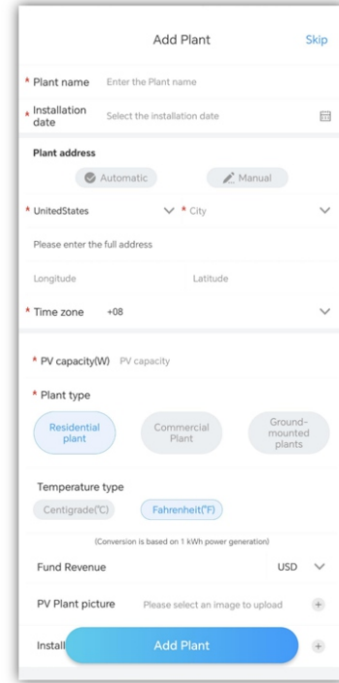 Add Plant Skip
* Plant name Enter the Plant name
* Installation
date Select the installation date
Plant address
Automatic Manual
* UnitedStates * City
Please enter the full address
Longitude Latitude
* Time zone +08
* PV capacity(W) PV capacity
* Plant type
Residential
plant
Commercial
Plant
Ground-
mounted
plants
Temperature type
Centigrade(℃) Fahrenheit(℉)
(Conversion is based on 1 kWh power generation)
Fund Revenue USD
PV Plant picture Please select an image to upload
Install
Add Plant